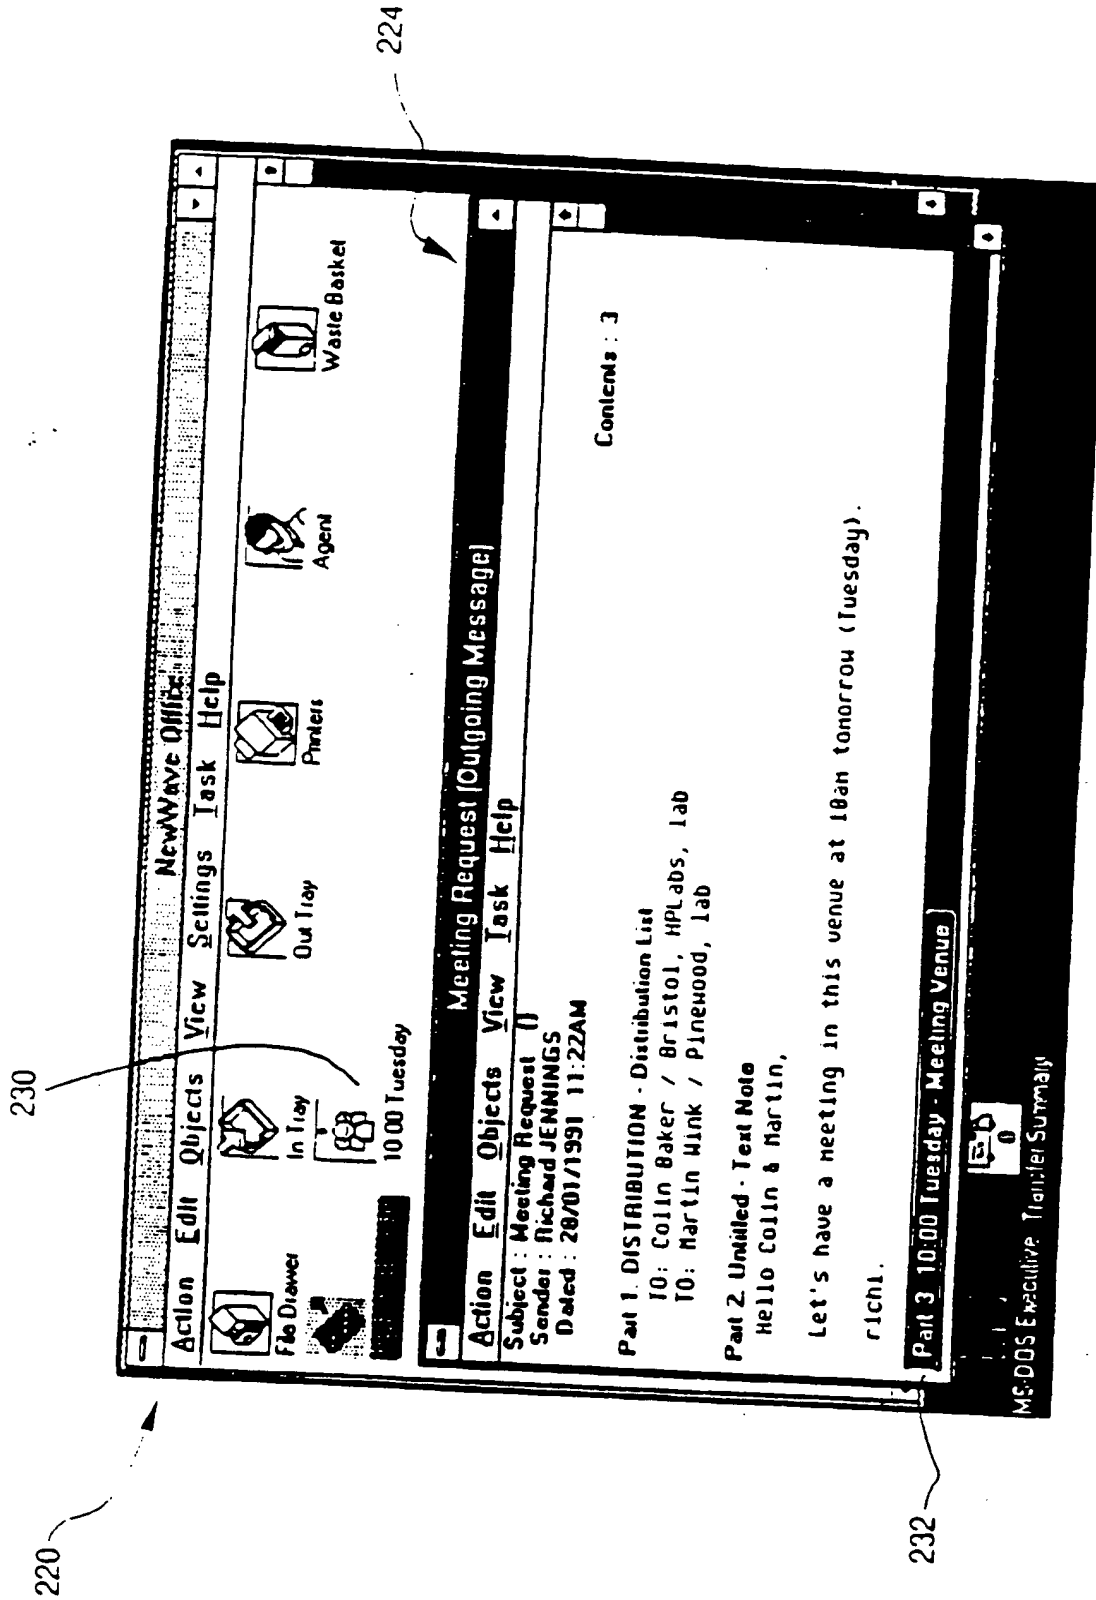 220
224
230
232
NewWave Office
Action Edit Objects View Settings Task Help
File Drawer
In Tray
Out Tray
Printers
Agent
Waste Basket
10:00 Tuesday
Meeting Request (Outgoing Message)
Action Edit Objects View Task Help
Subject : Meeting Request ()
Sender : Richard JENNINGS
Dated : 28/01/1991 11:22AM
Contents : 3
Part 1. DISTRIBUTION - Distribution List
TO: Colin Baker / Bristol, HPLabs, lab
TO: Martin Wink / Pinewood, lab
Part 2. Untitled - Text Note
Hello Colin & Martin,
Let's have a meeting in this venue at 10am tomorrow (Tuesday).
richi.
Part 3 10:00 Tuesday - Meeting Venue
0
MS-DOS Executive Transfer Summary